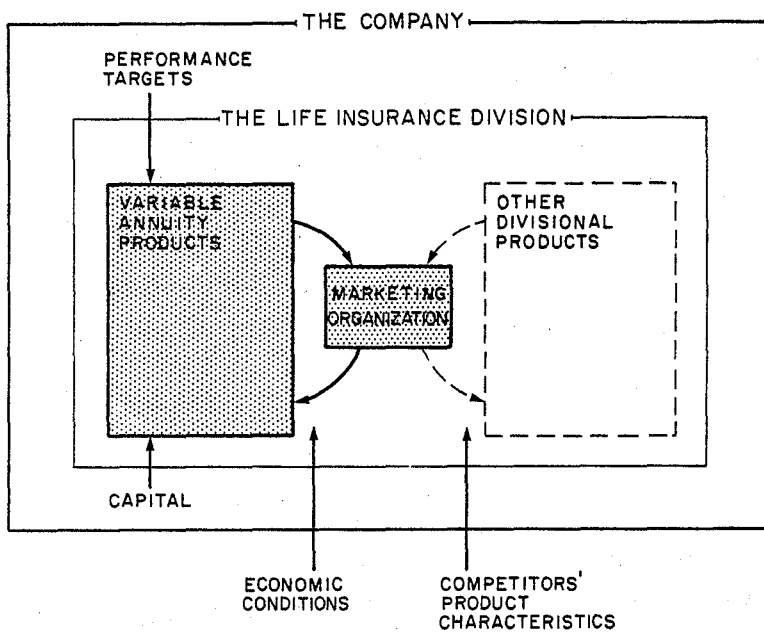 THE COMPANY
PERFORMANCE
TARGETS
THE LIFE INSURANCE DIVISION
VARIABLE
ANNUITY
PRODUCTS
OTHER
DIVISIONAL
PRODUCTS
MARKETING
ORGANIZATION
CAPITAL
ECONOMIC
CONDITIONS
COMPETITORS'
PRODUCT
CHARACTERISTICS